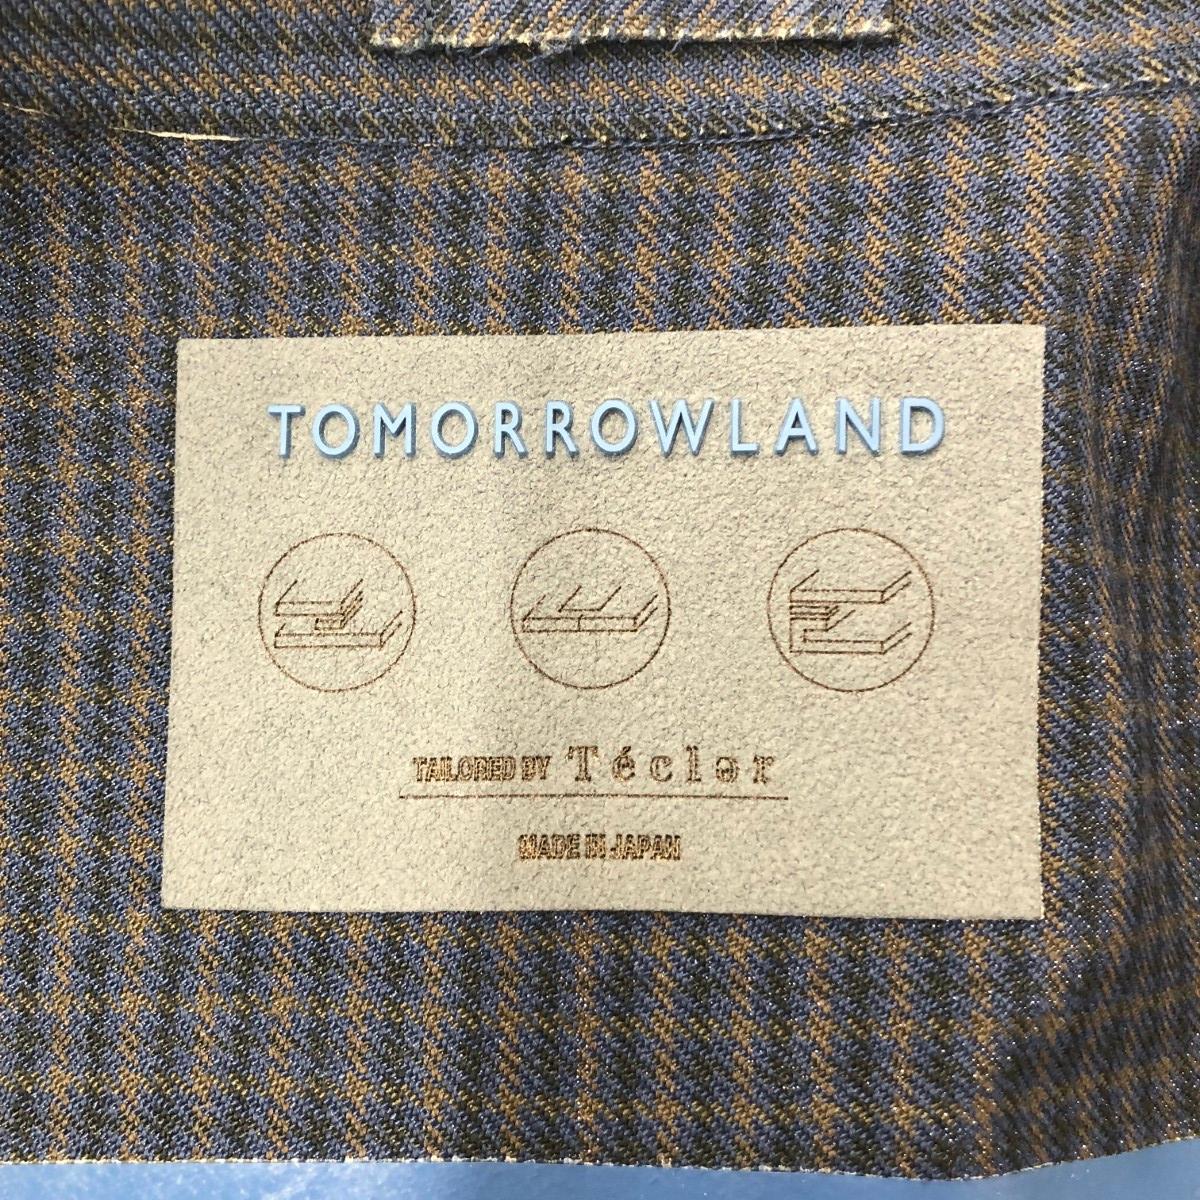 TOMORROWLAND
TAILORED BY Téclər
MADE IN JAPAN